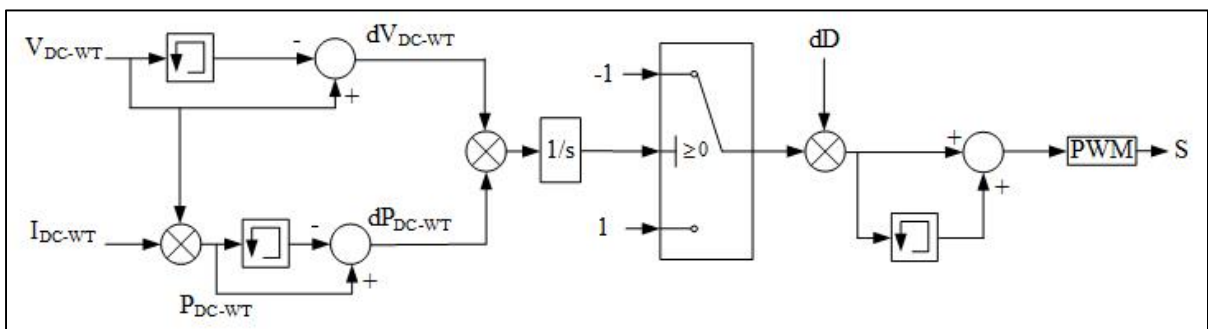 V_DC-WT
-
dV_DC-WT
+
dD
-1
1/s
≥0
+
PWM
S
+
I_DC-WT
-
dP_DC-WT
1
+
P_DC-WT